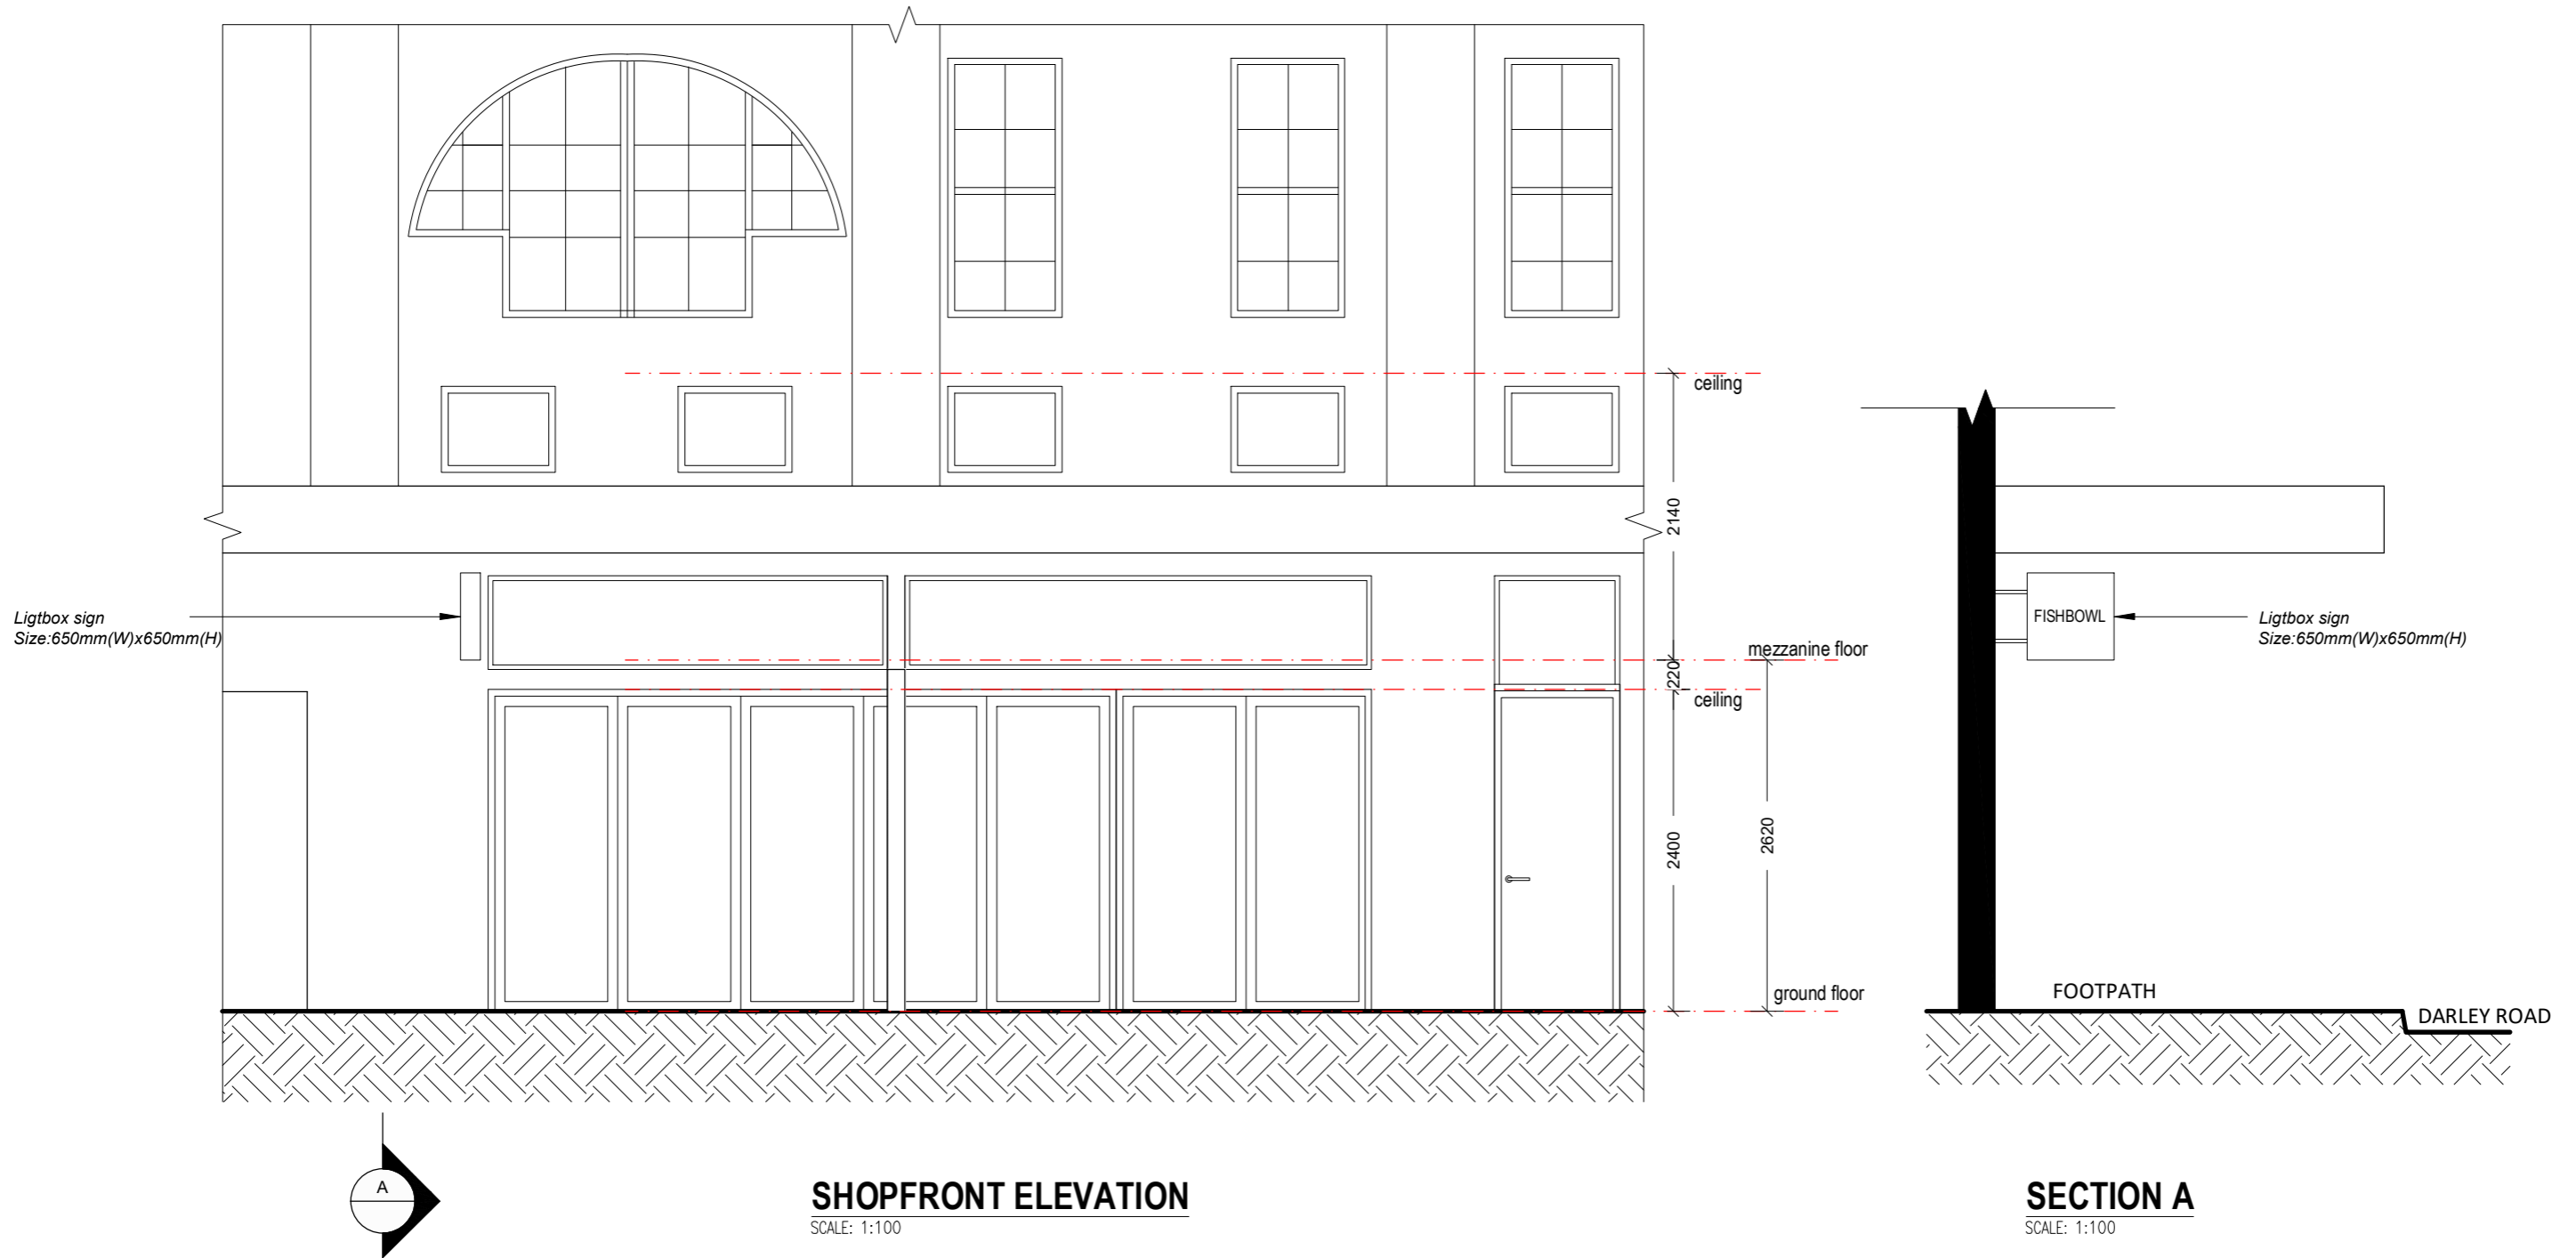 ceiling
2140
Ligtbox sign
Size:650mm(W)x650mm(H)
mezzanine floor
220
ceiling
2400
2620
ground floor
A
SHOPFRONT ELEVATION
SCALE: 1:100
FISHBOWL
Ligtbox sign
Size:650mm(W)x650mm(H)
FOOTPATH
DARLEY ROAD
SECTION A
SCALE: 1:100